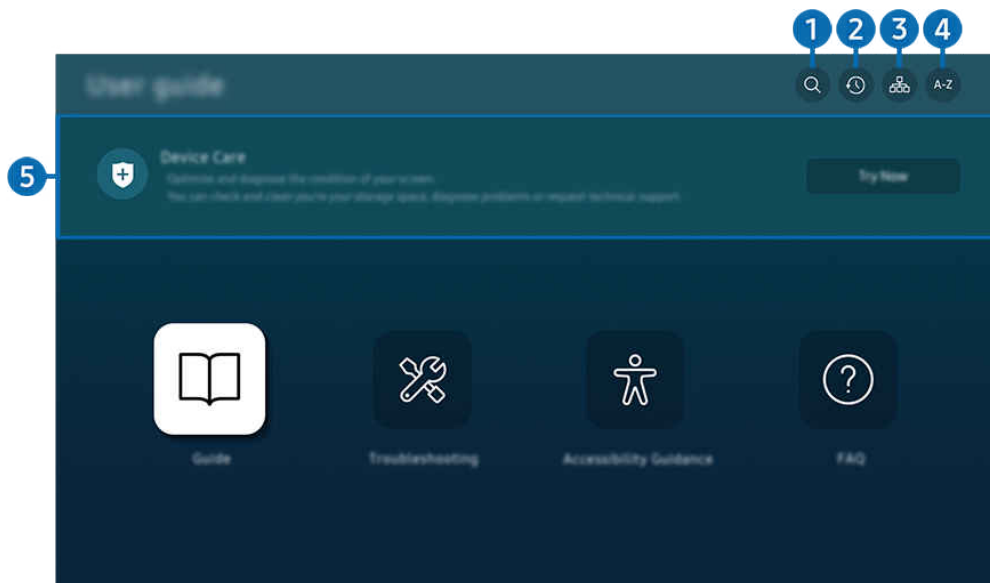 1 2 3 4
User guide
A-Z
5
Device Care
Optimize and diagnose the condition of your screen.
You can check and clear you're your storage space, diagnose problems or request technical support.
Try Now
Guide
Troubleshooting
Accessibility Guidance
FAQ
?